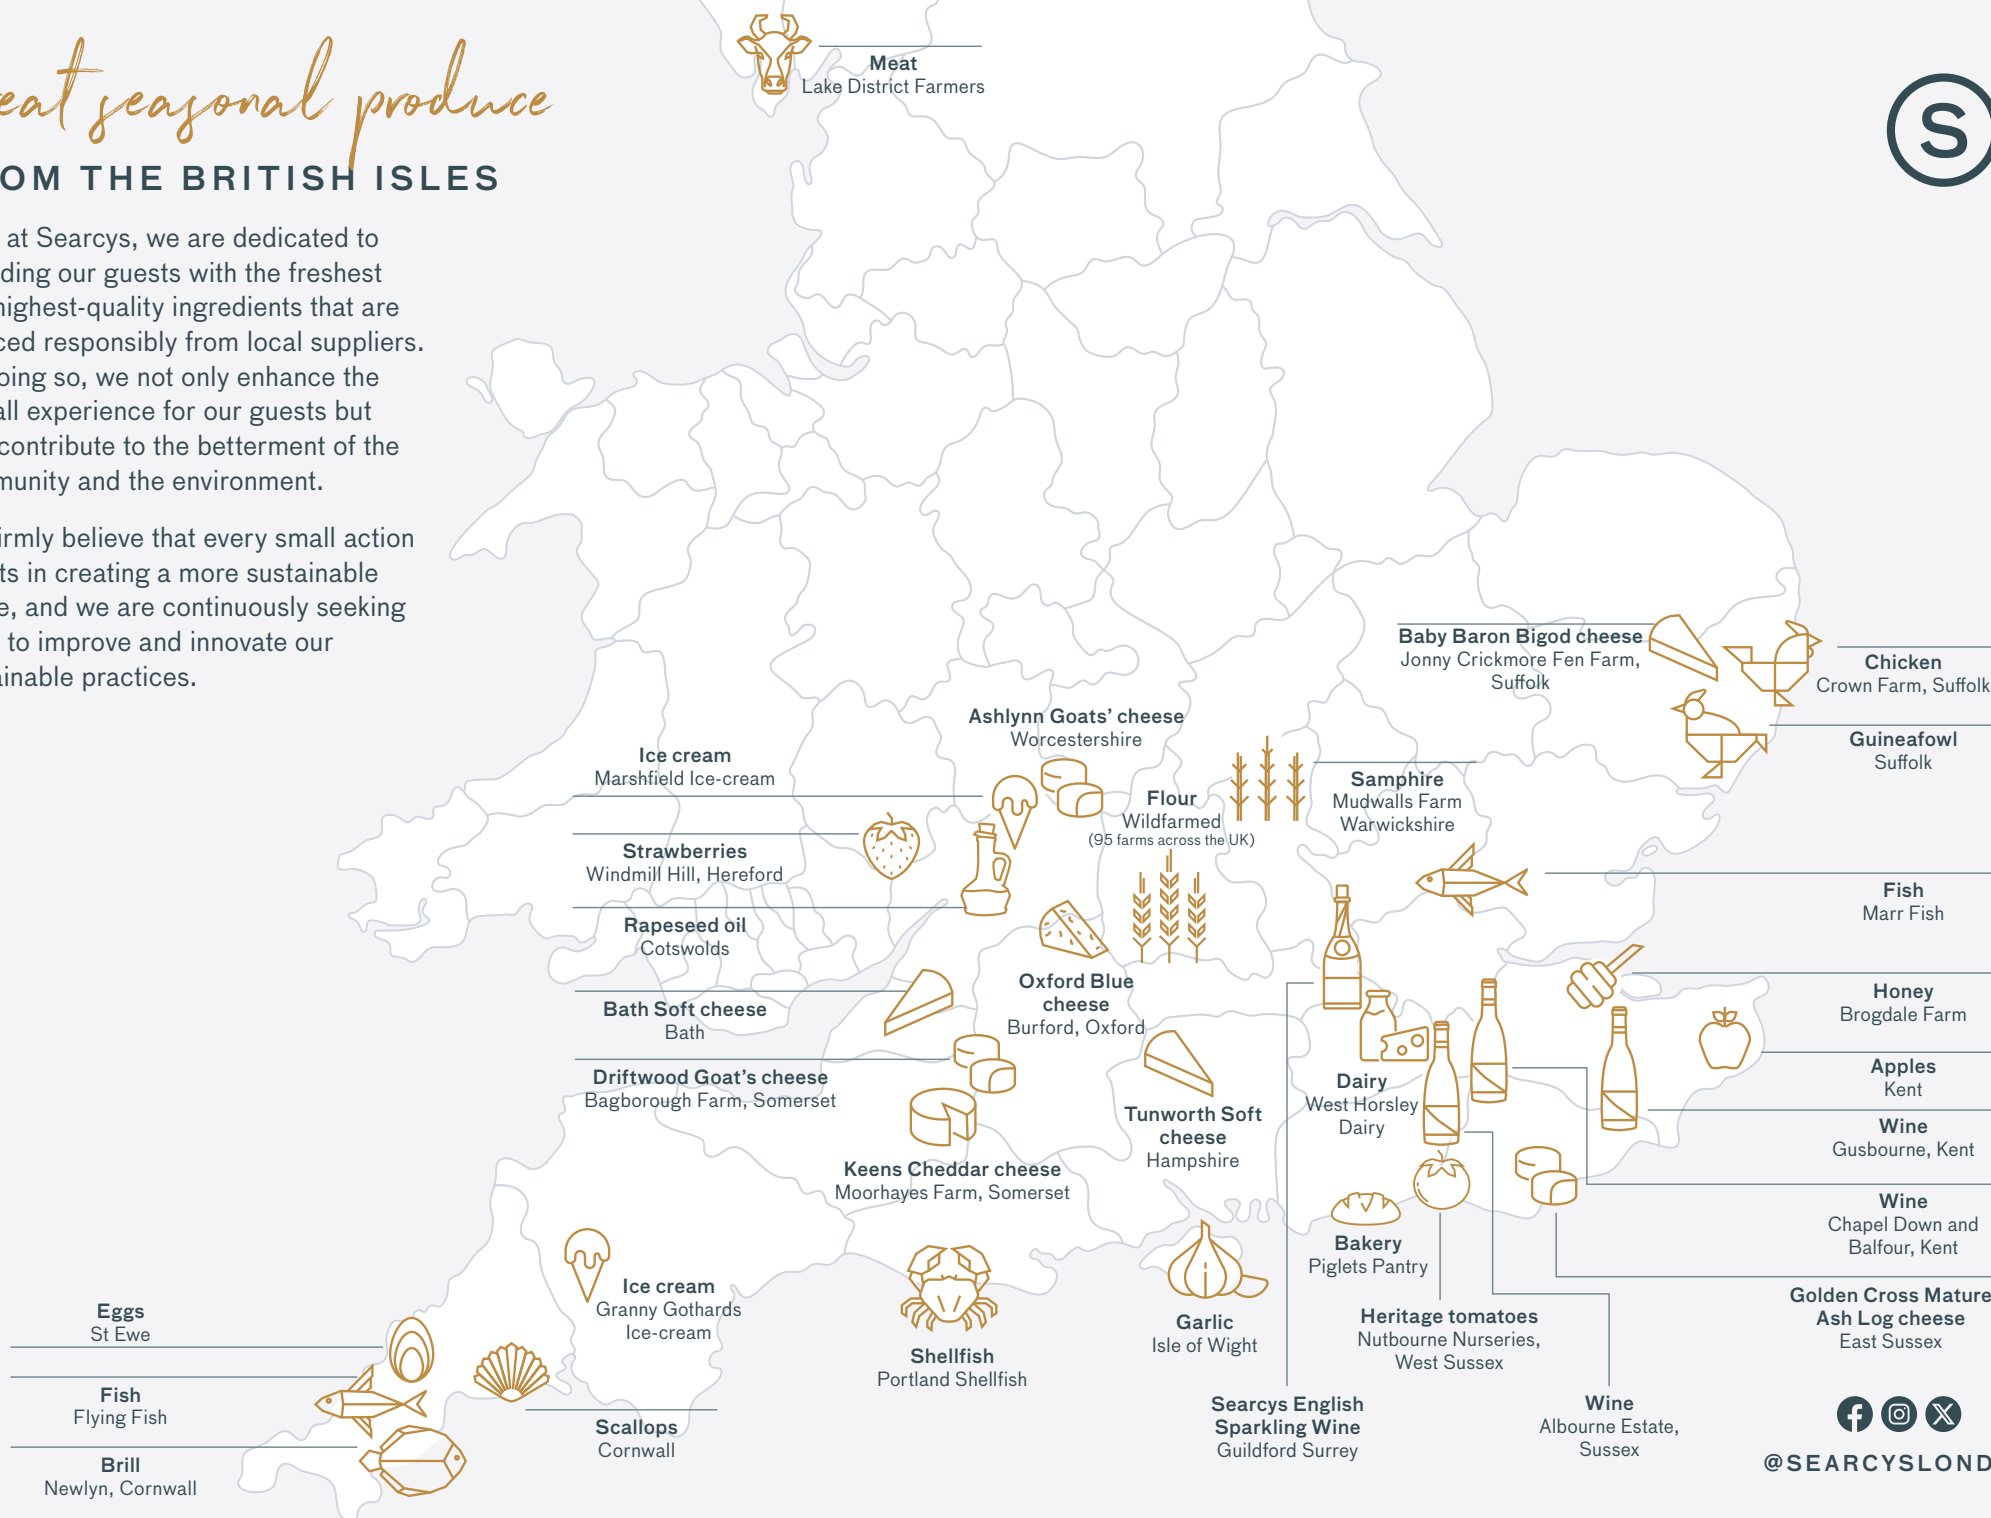 eat seasonal produce
OM THE BRITISH ISLES
at Searcys, we are dedicated to
ding our guests with the freshest
highest-quality ingredients that are
ced responsibly from local suppliers.
oing so, we not only enhance the
all experience for our guests but
contribute to the betterment of the
munity and the environment.
irmly believe that every small action
ts in creating a more sustainable
e, and we are continuously seeking
to improve and innovate our
ainable practices.
Meat
Lake District Farmers
S
Baby Baron Bigod cheese
Jonny Crickmore Fen Farm,
Suffolk
Chicken
Crown Farm, Suffolk
Guineafowl
Suffolk
Ashlynn Goats' cheese
Worcestershire
Ice cream
Marshfield Ice-cream
Flour
Wildfarmed
(95 farms across the UK)
Samphire
Mudwalls Farm
Warwickshire
Strawberries
Windmill Hill, Hereford
Fish
Marr Fish
Rapeseed oil
Cotswolds
Oxford Blue
cheese
Burford, Oxford
Honey
Brogdale Farm
Bath Soft cheese
Bath
Apples
Kent
Driftwood Goat's cheese
Bagborough Farm, Somerset
Dairy
West Horsley
Dairy
Tunworth Soft
cheese
Hampshire
Wine
Gusbourne, Kent
Keens Cheddar cheese
Moorhayes Farm, Somerset
Wine
Chapel Down and
Balfour, Kent
Bakery
Piglets Pantry
Ice cream
Granny Gothards
Ice-cream
Golden Cross Mature
Ash Log cheese
East Sussex
Eggs
St Ewe
Garlic
Isle of Wight
Heritage tomatoes
Nutbourne Nurseries,
West Sussex
Shellfish
Portland Shellfish
Fish
Flying Fish
Scallops
Cornwall
Searcys English
Sparkling Wine
Guildford Surrey
Wine
Albourne Estate,
Sussex
Brill
Newlyn, Cornwall
@SEARCYSLOND